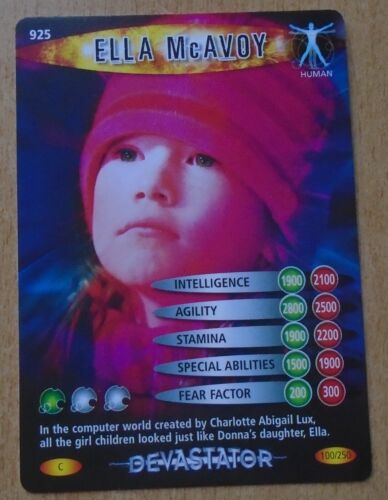 925
ELLA McAVOY
HUMAN
INTELLIGENCE 1900 2100
AGILITY 2800 2500
STAMINA 1900 2200
SPECIAL ABILITIES 1500 1900
FEAR FACTOR 200 300
In the computer world created by Charlotte Abigail Lux,
all the girl children looked just like Donna's daughter, Ella.
C DEVASTATOR 100/250